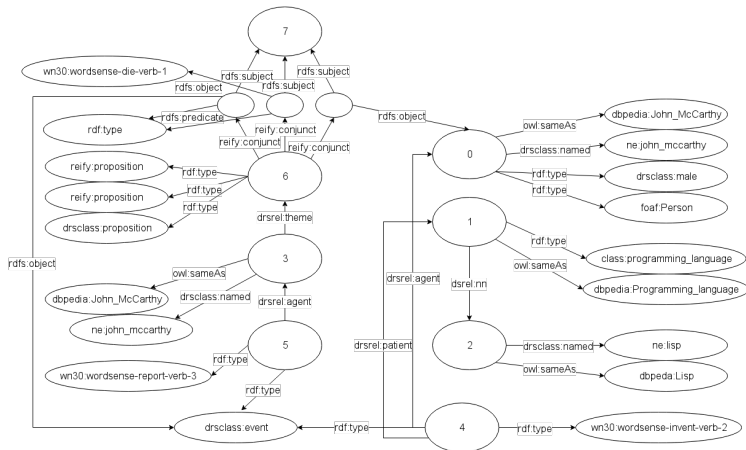 7
wn30:wordsense-die-verb-1
rdfs:subject
rdfs:subject
rdfs:subject
rdfs:object
rdfs:predicate
rdfs:object
rdf:type
reify:conjunct
reify:conjunct
reify:conjunct
owl:sameAs
dbpedia:John_McCarthy
0
drsclass:named
ne:john_mccarthy
reify:proposition
rdf:type
6
rdf:type
drsclass:male
reify:proposition
rdf:type
rdf:type
foaf:Person
drsclass:proposition
rdf:type
drsrel:theme
1
rdfs:object
rdf:type
class:programming_language
owl:sameAs
3
drsrel:agent
owl:sameAs
dbpedia:Programming_language
dbpedia:John_McCarthy
drsclass:named
drsrel:agent
dsrel:nn
ne:john_mccarthy
drsrel:patient
2
drsclass:named
ne:lisp
5
rdf:type
owl:sameAs
dbpeda:Lisp
wn30:wordsense-report-verb-3
rdf:type
drsclass:event
rdf:type
4
rdf:type
wn30:wordsense-invent-verb-2